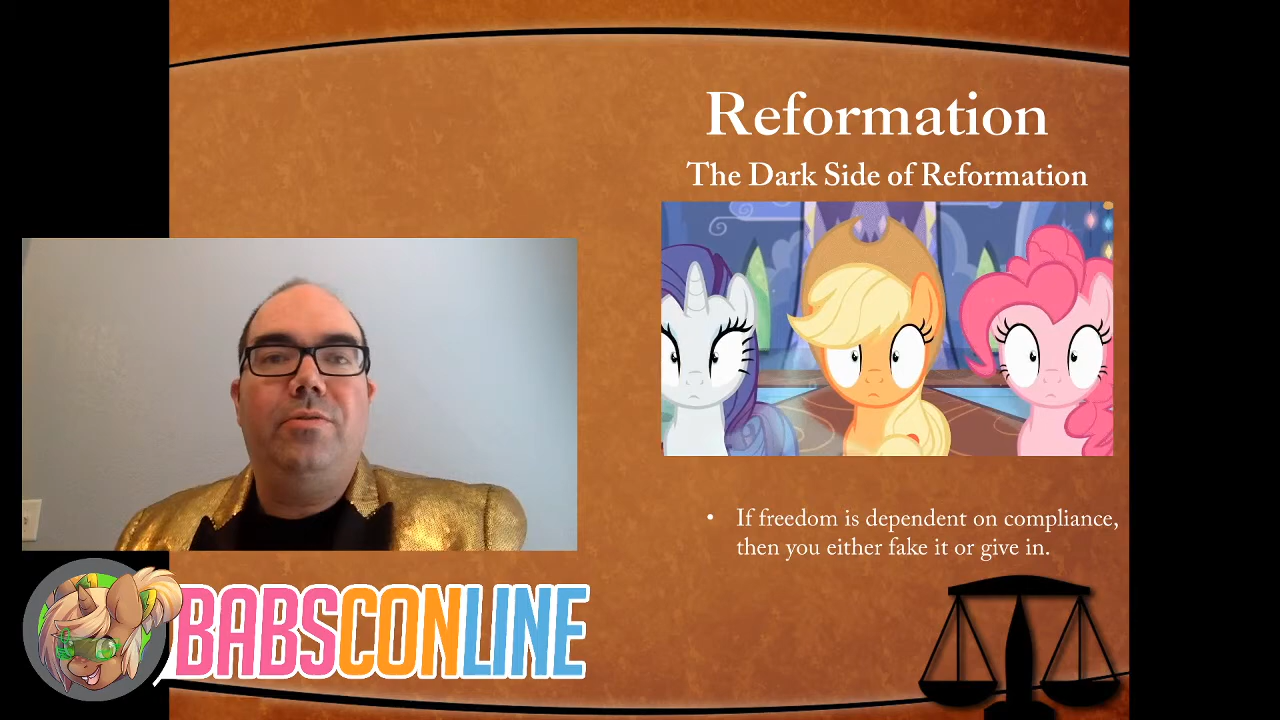 Reformation
The Dark Side of Reformation
• If freedom is dependent on compliance,
then you either fake it or give in.
BABSCONLINE